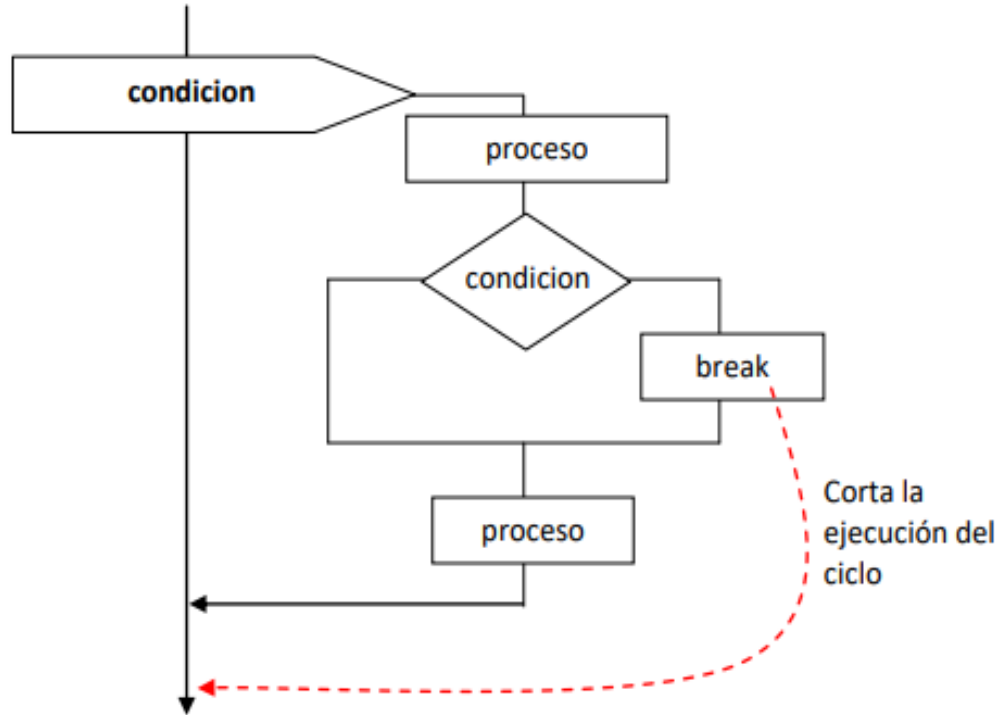 condicion
proceso
condicion
break
Corta la
ejecución del
ciclo
proceso